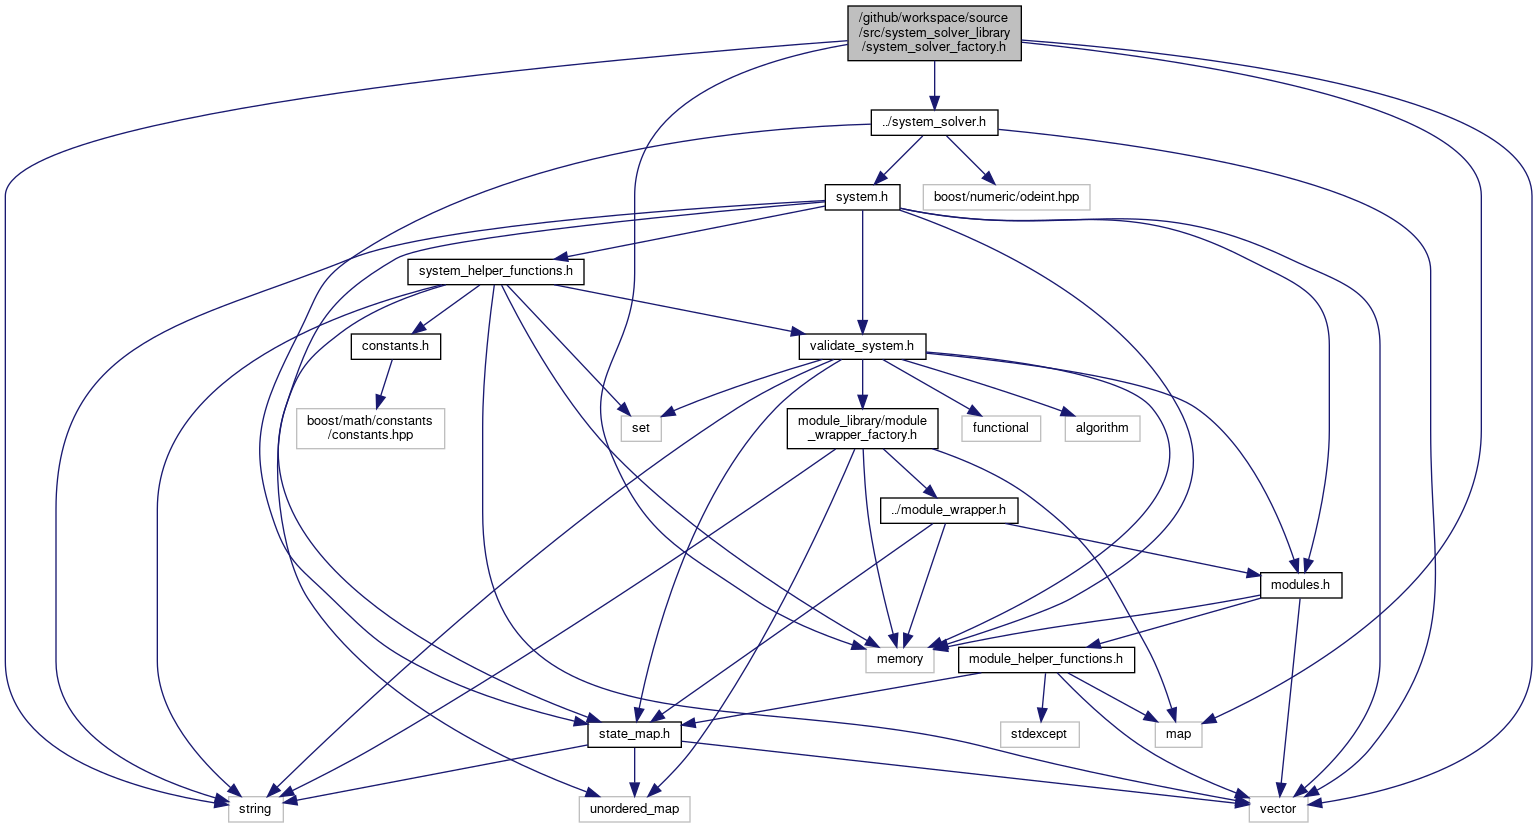 /github/workspace/source
/src/system_solver_library
/system_solver_factory.h
../system_solver.h
system.h
boost/numeric/odeint.hpp
system_helper_functions.h
constants.h
validate_system.h
boost/math/constants
/constants.hpp
set
module_library/module
_wrapper_factory.h
functional
algorithm
../module_wrapper.h
modules.h
memory
module_helper_functions.h
state_map.h
stdexcept
map
string
unordered_map
vector